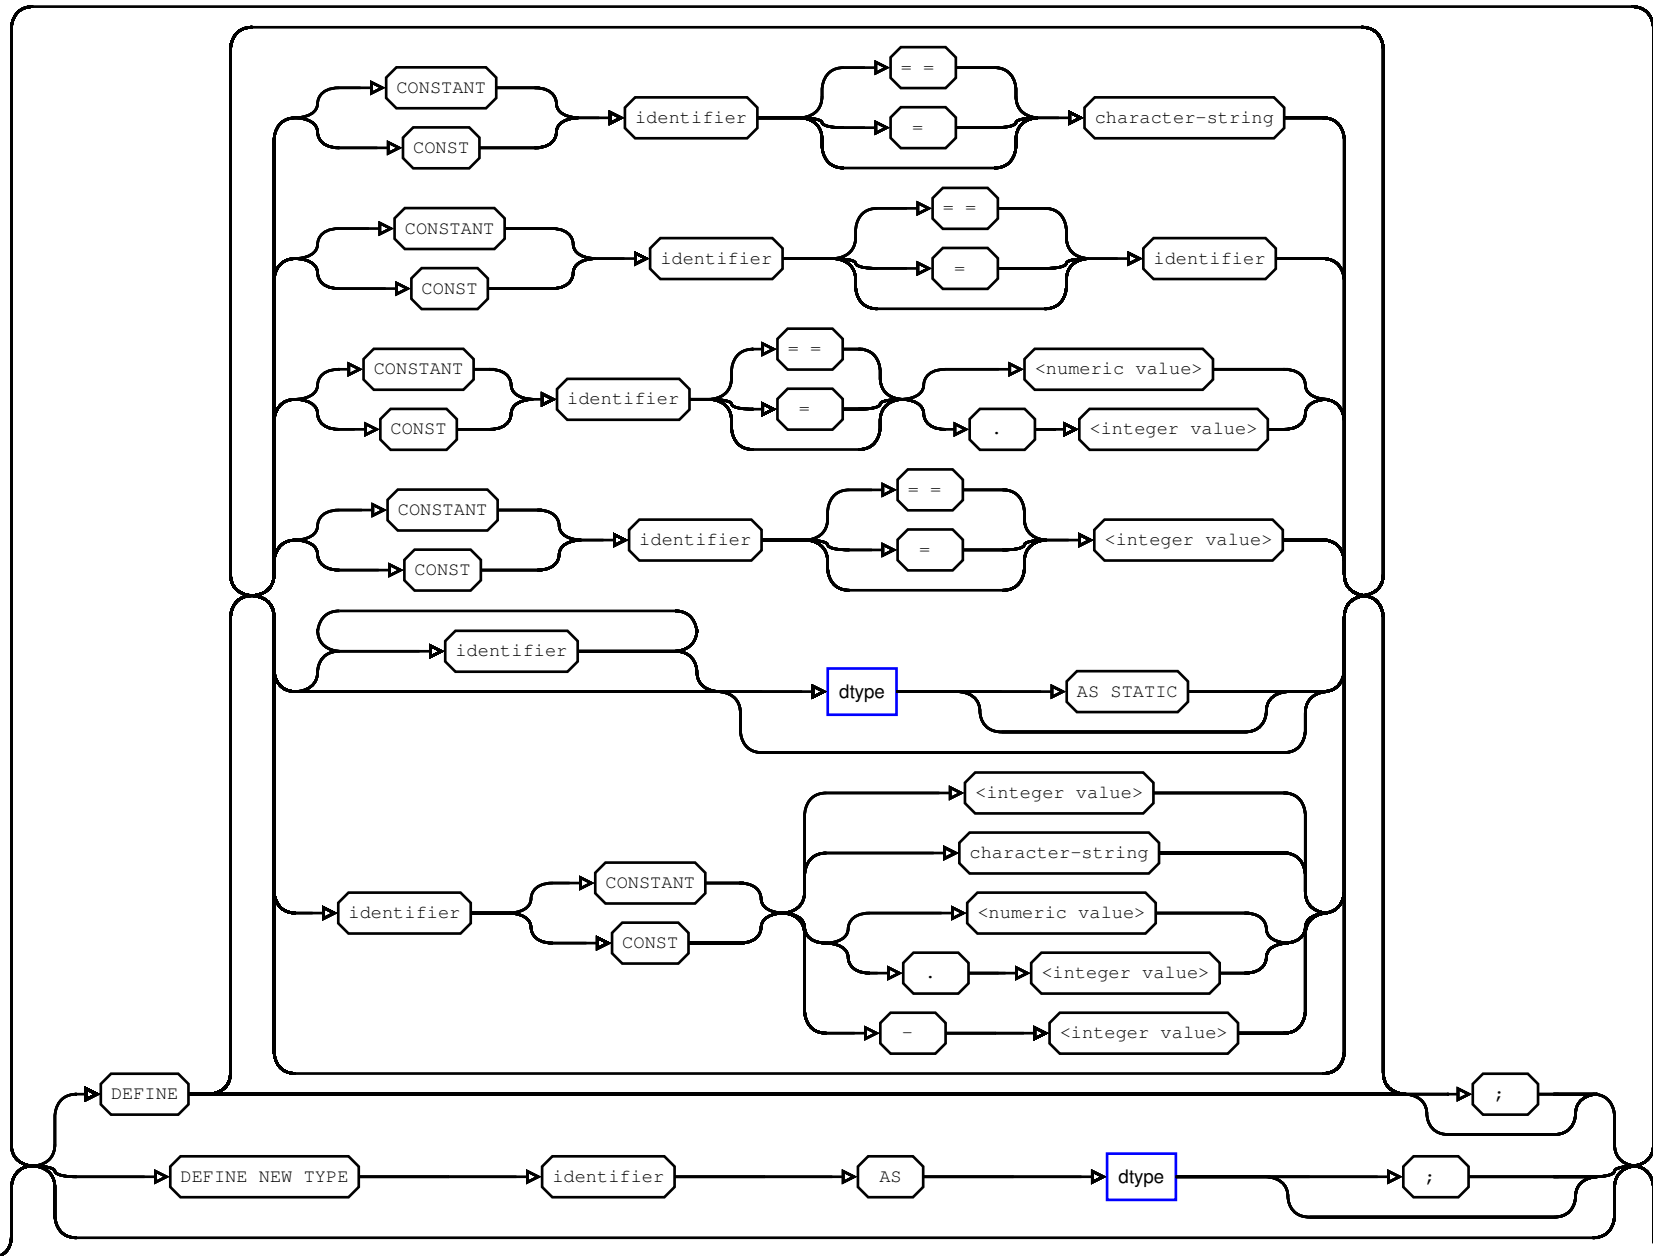 = =
CONSTANT
identifier
=
character-string
CONST
= =
CONSTANT
identifier
=
identifier
CONST
= =
CONSTANT
<numeric value>
identifier
=
CONST
.
<integer value>
= =
CONSTANT
identifier
=
<integer value>
CONST
identifier
dtype
AS STATIC
<integer value>
character-string
CONSTANT
identifier
<numeric value>
CONST
.
<integer value>
-
<integer value>
DEFINE
;
DEFINE NEW TYPE
identifier
AS
dtype
;